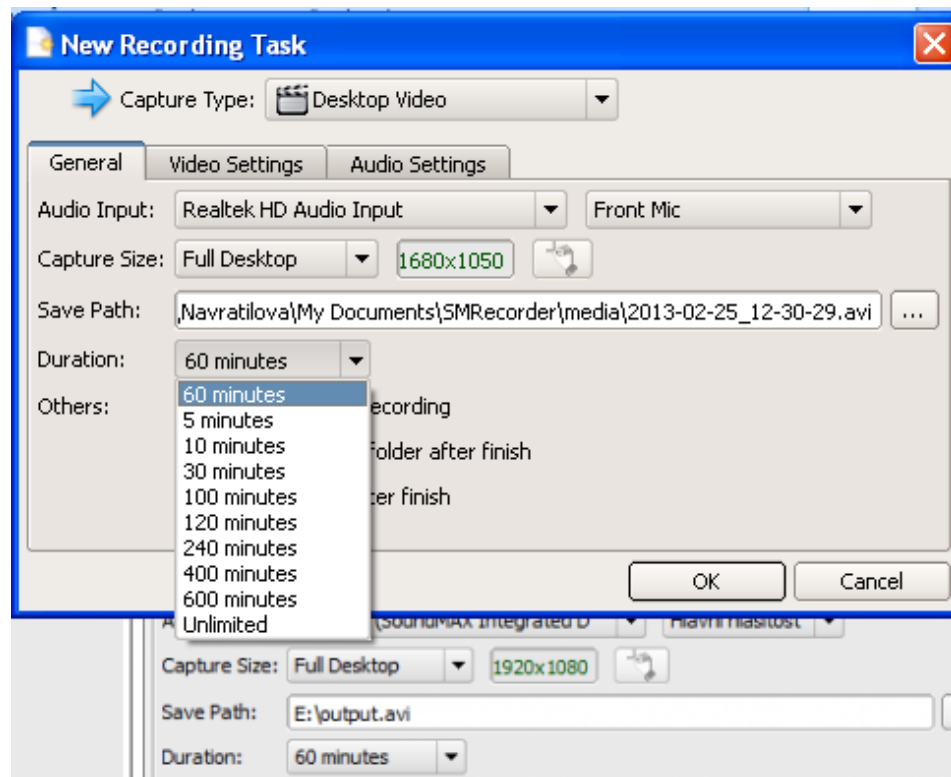 New Recording Task
Capture Type: Desktop Video
General Video Settings Audio Settings
Audio Input: Realtek HD Audio Input Front Mic
Capture Size: Full Desktop 1680x1050
Save Path: ,Navratilova\My Documents\SMRecorder\media\2013-02-25_12-30-29.avi ...
Duration: 60 minutes
60 minutes
Others: ecording
5 minutes
10 minutes
folder after finish
30 minutes
100 minutes
ter finish
120 minutes
240 minutes
400 minutes
OK Cancel
600 minutes
Unlimited
(SoundMAX Integrated D Hlavní hlasitost
Capture Size: Full Desktop 1920x1080
Save Path: E:\output.avi
Duration: 60 minutes